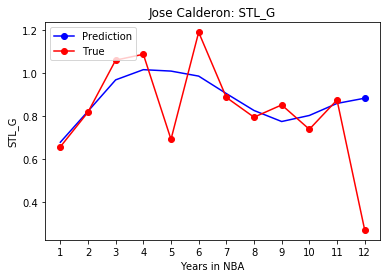 Jose Calderon: STL_G
Prediction
True
STL_G
1.2
1.0
0.8
0.6
0.4
1 2 3 4 5 6 7 8 9 10 11 12
Years in NBA